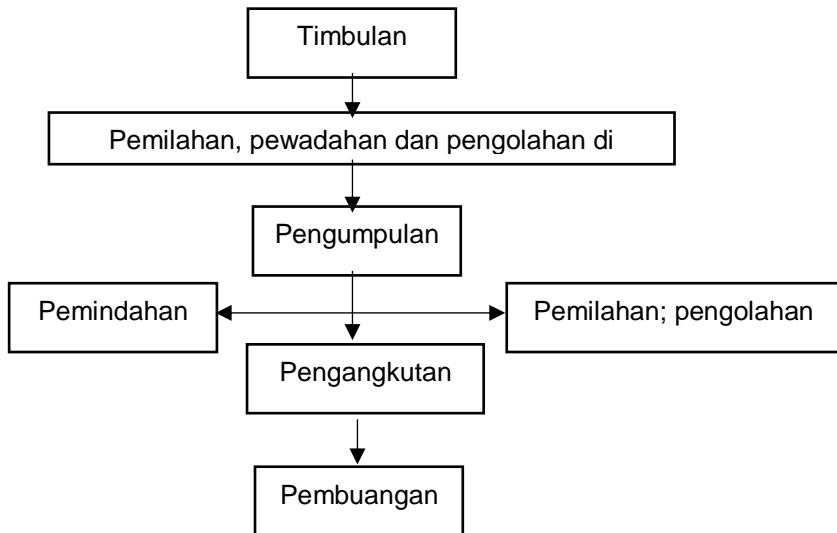 Timbulan
Pemilahan, pewadahan dan pengolahan di
Pengumpulan
Pemindahan
Pemilahan; pengolahan
Pengangkutan
Pembuangan